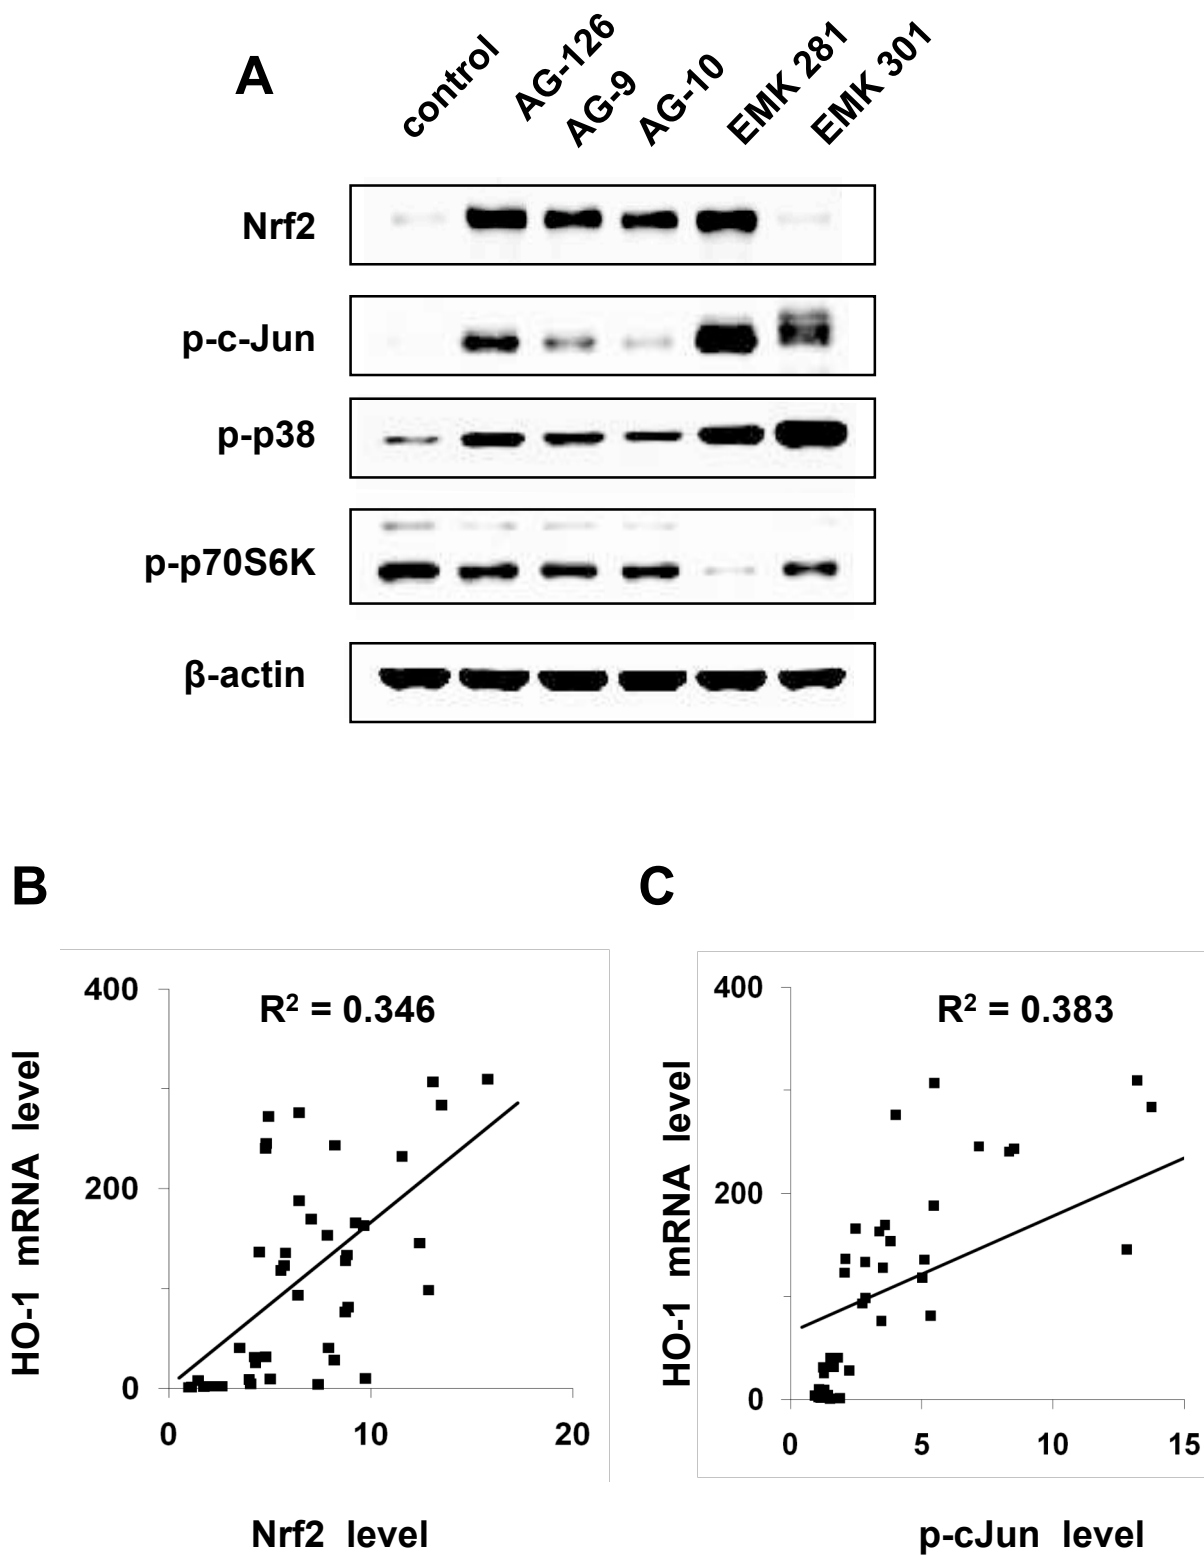 A
control
AG-126
AG-9
AG-10
EMK 281
EMK 301
Nrf2
p-c-Jun
p-p38
p-p70S6K
β-actin
B
400
R² = 0.346
200
0
0 10 20
HO-1 mRNA level
Nrf2 level
C
400
R² = 0.383
200
0
0 5 10 15
HO-1 mRNA level
p-cJun level